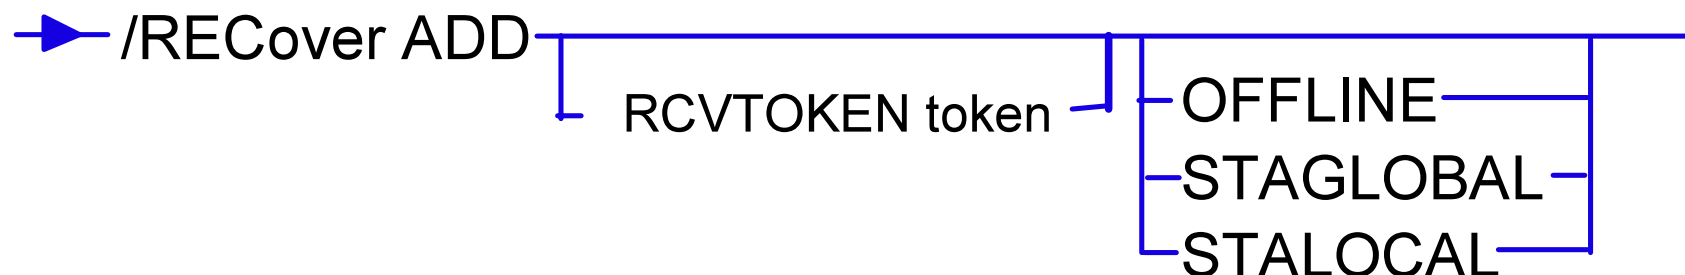 /RECover ADD
RCVTOKEN token
OFFLINE
STAGLOBAL
STALOCAL